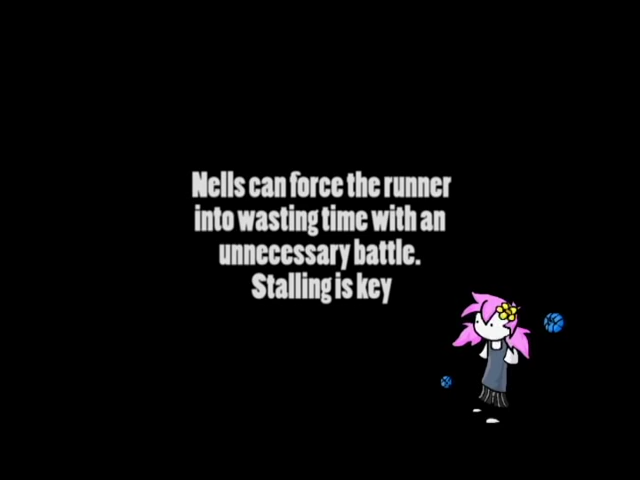 Nells can force the runner
into wasting time with an
unnecessary battle.
Stalling is key